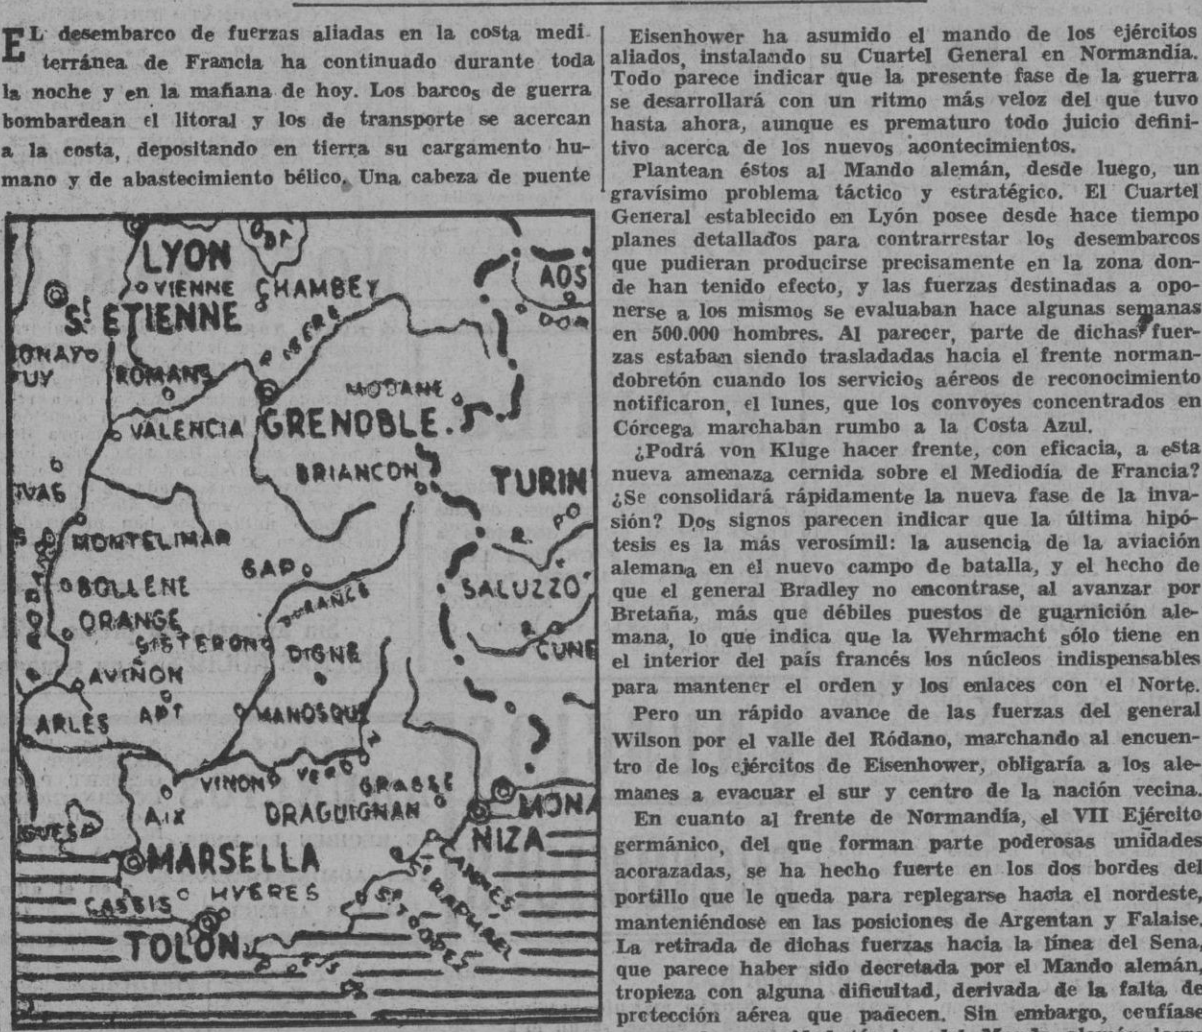 EL desembarco de fuerzas aliadas en la costa medi-
terránea de Francia ha continuado durante toda
la noche y en la mañana de hoy. Los barcos de guerra
bombardean el litoral y los de transporte se acercan
a la costa, depositando en tierra su cargamento hu-
mano y de abastecimiento bélico. Una cabeza de puente
LYON
VIENNE
CHAMBEY
AOS
DOR
ST ETIENNE
R. ISERE
ROMANS
MODANE
GRENOBLE
VALENCIA
BRIANCON
TURIN
R. PO
MONTELIMAR
GAP
BOLLENE
DURANCE
SALUZZO
ORANGE
SISTERON
DIGNE
CUNE
AVIÑON
APT
MANOSQUE
ARLES
VINON
VERO
GRASSE
AIX
DRAGUIGNAN
MONA
NIZA
MARSELLA
CANNES
HYERES
CASSIS
ST TROOPES
TOLON
Eisenhower ha asumido el mando de los ejércitos
aliados, instalando su Cuartel General en Normandía.
Todo parece indicar que la presente fase de la guerra
se desarrollará con un ritmo más veloz del que tuvo
hasta ahora, aunque es prematuro todo juicio defini-
tivo acerca de los nuevos acontecimientos.
Plantean éstos al Mando alemán, desde luego, un
gravísimo problema táctico y estratégico. El Cuartel
General establecido en Lyón posee desde hace tiempo
planes detallados para contrarrestar los desembarcos
que pudieran producirse precisamente en la zona don-
de han tenido efecto, y las fuerzas destinadas a opo-
nerse a los mismos se evaluaban hace algunas semanas
en 500.000 hombres. Al parecer, parte de dichas fuer-
zas estaban siendo trasladadas hacia el frente norman-
dobretón cuando los servicios aéreos de reconocimiento
notificaron, el lunes, que los convoyes concentrados en
Córcega marchaban rumbo a la Costa Azul.
¿Podrá von Kluge hacer frente, con eficacia, a esta
nueva amenaza cernida sobre el Mediodía de Francia?
¿Se consolidará rápidamente la nueva fase de la inva-
sión? Dos signos parecen indicar que la última hipó-
tesis es la más verosímil: la ausencia de la aviación
alemana en el nuevo campo de batalla, y el hecho de
que el general Bradley no encontrase, al avanzar por
Bretaña, más que débiles puestos de guarnición ale-
mana, lo que indica que la Wehrmacht sólo tiene en
el interior del país francés los núcleos indispensables
para mantener el orden y los enlaces con el Norte.
Pero un rápido avance de las fuerzas del general
Wilson por el valle del Ródano, marchando al encuen-
tro de los ejércitos de Eisenhower, obligaría a los ale-
manes a evacuar el sur y centro de la nación vecina.
En cuanto al frente de Normandía, el VII Ejército
germánico, del que forman parte poderosas unidades
acorazadas, se ha hecho fuerte en los dos bordes del
portillo que le queda para replegarse hacia el nordeste,
manteniéndose en las posiciones de Argentan y Falaise.
La retirada de dichas fuerzas hacia la línea del Sena,
que parece haber sido decretada por el Mando alemán,
tropieza con alguna dificultad, derivada de la falta de
protección aérea que padecen. Sin embargo,